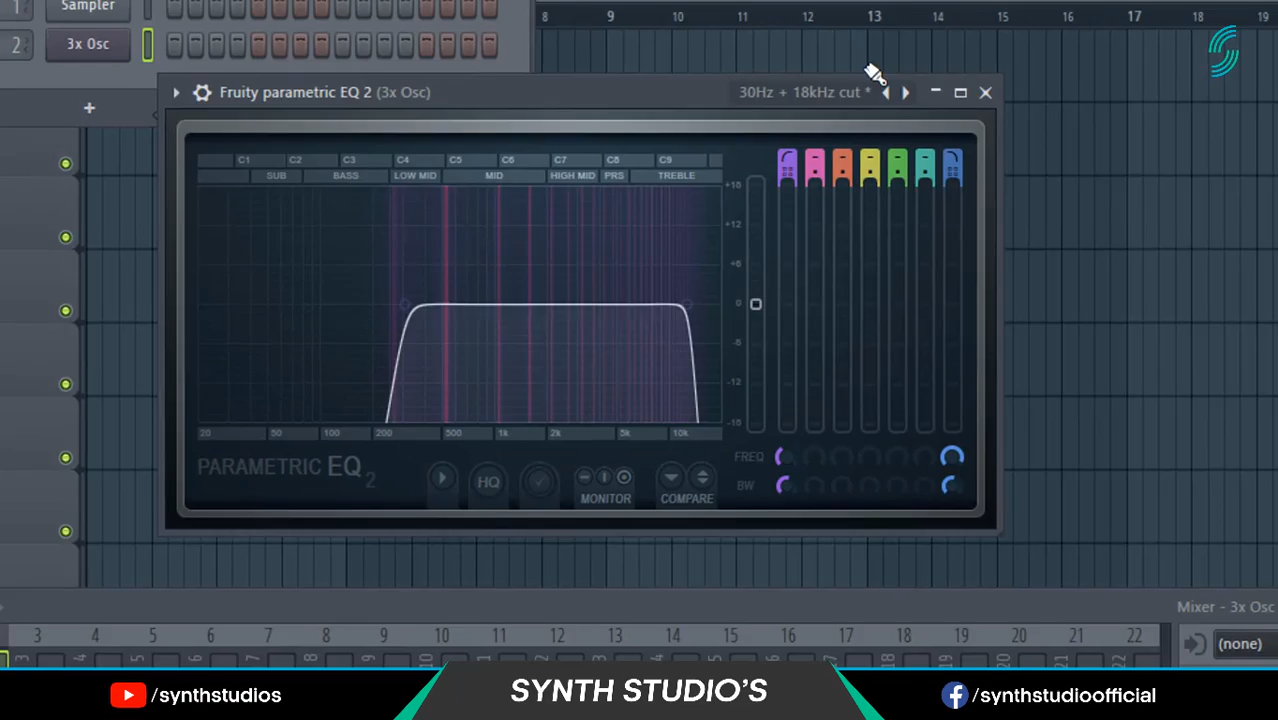 1 Sampler
2 3x Osc
8 9 10 11 12 13 14 15 16 17 18 19
+
Fruity parametric EQ 2 (3x Osc)
30Hz + 18kHz cut *
C1 C2 C3 C4 C5 C6 C7 C8 C9
SUB BASS LOW MID MID HIGH MID PRS TREBLE
+18
+12
+6
0
-6
-12
-18
20 50 100 200 500 1k 2k 5k 10k
FREQ
BW
PARAMETRIC EQ 2
HQ
MONITOR
COMPARE
Mixer - 3x Osc
3 4 5 6 7 8 9 10 11 12 13 14 15 16 17 18 19 20 21 22
(none)
/synthstudios
SYNTH STUDIO'S
/synthstudioofficial